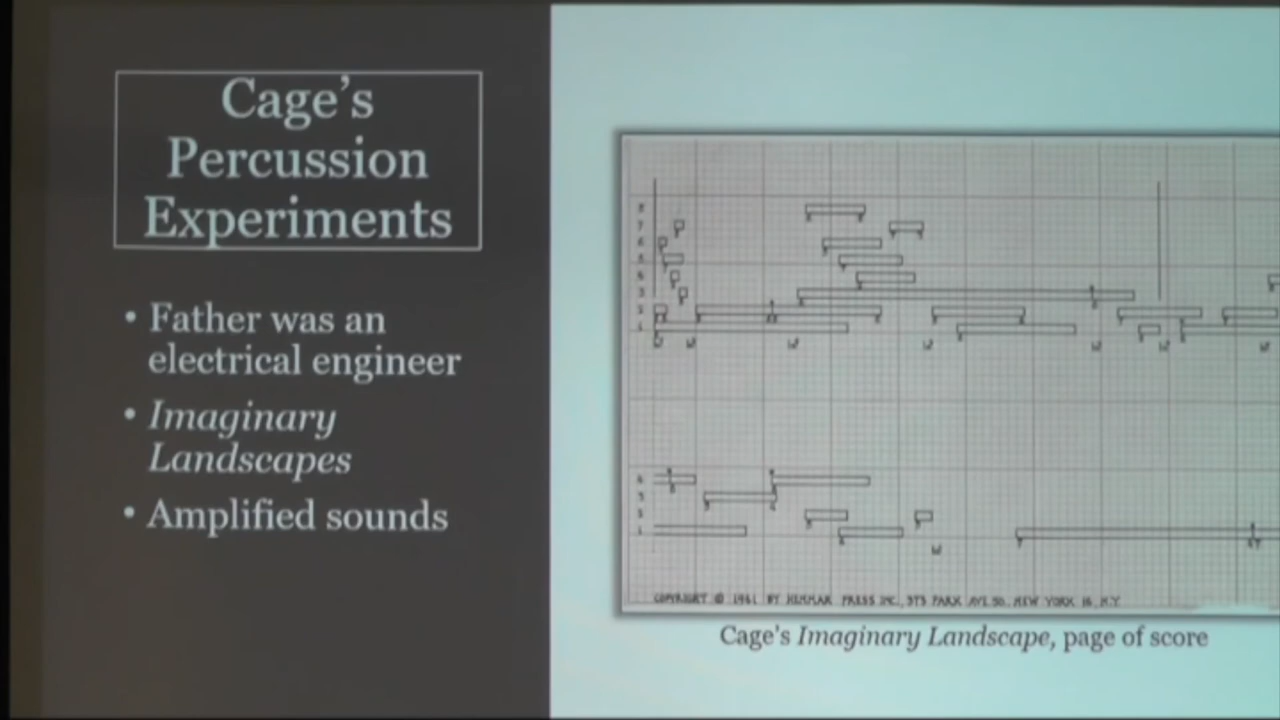 Cage's
Percussion
Experiments
• Father was an
electrical engineer
• Imaginary
Landscapes
• Amplified sounds
COPYRIGHT © 1961 BY HENMAR PRESS INC., 373 PARK AVE. SO. NEW YORK 16 N.Y.
Cage's Imaginary Landscape, page of score